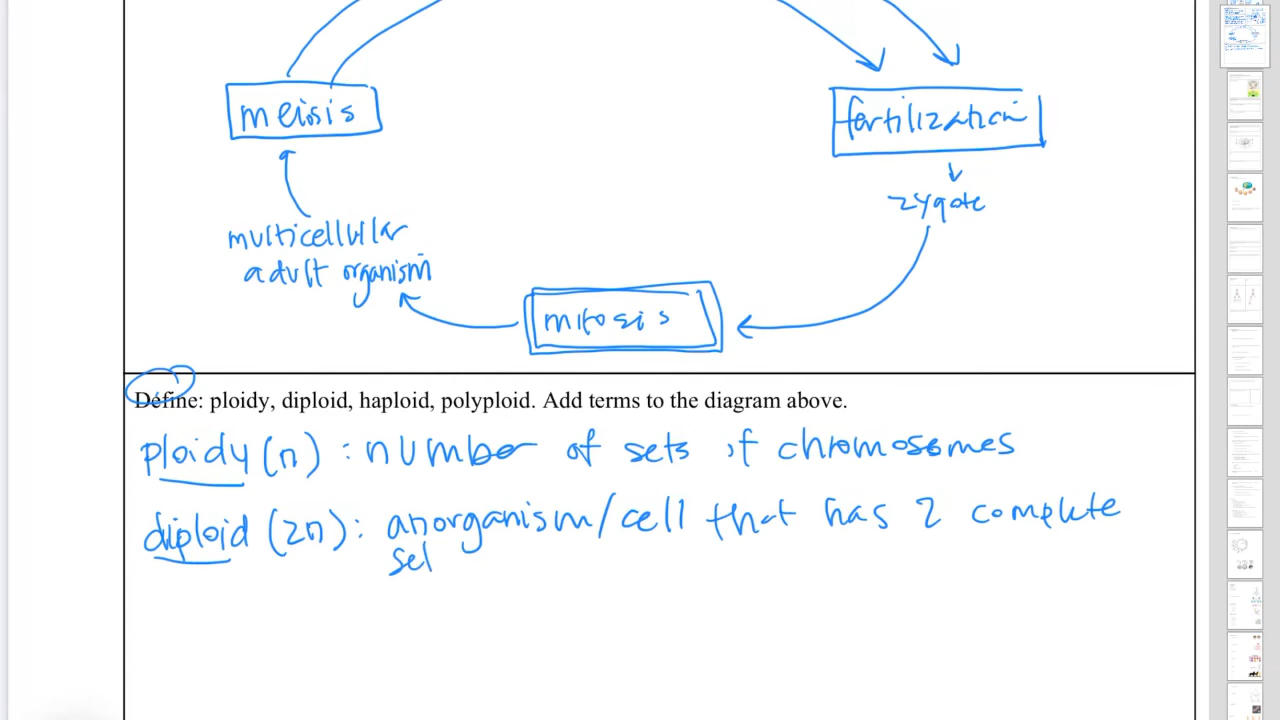 meiosis
fertilization
zygote
multicellular
adult organism
mitosis
Define: ploidy, diploid, haploid, polyploid. Add terms to the diagram above.
ploidy (n) : number of sets of chromosomes
diploid (2n) : an organism/cell that has 2 complete
set